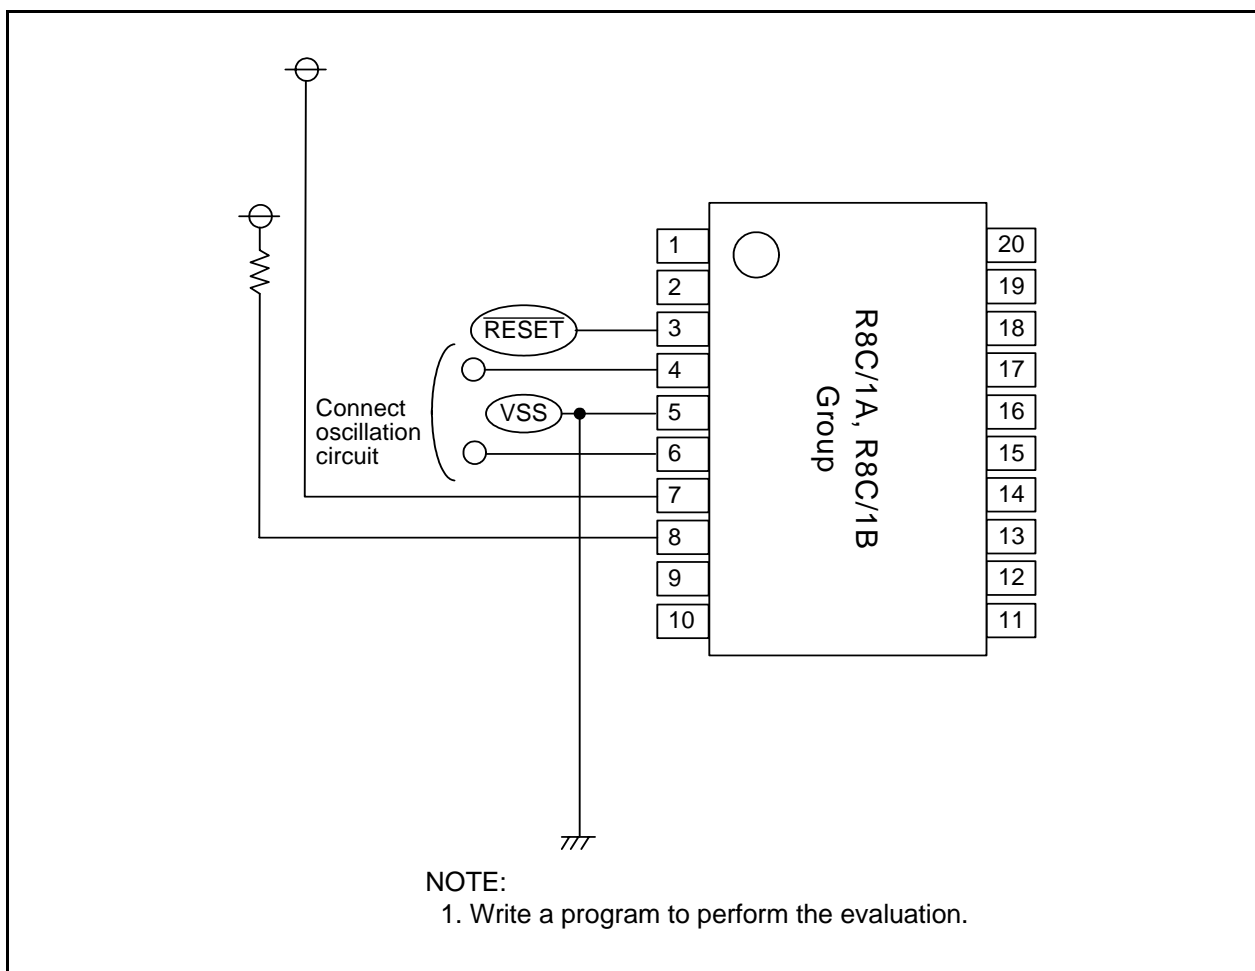 1
2
RESET
3
4
Connect
oscillation
circuit
VSS
5
6
7
8
9
10
R8C/1A, R8C/1B
Group
20
19
18
17
16
15
14
13
12
11
NOTE:
1. Write a program to perform the evaluation.